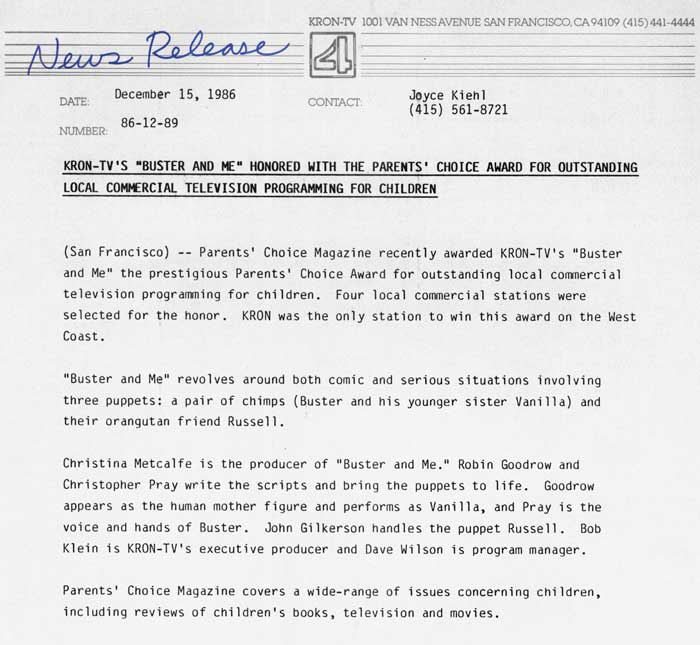 KRON-TV 1001 VAN NESS AVENUE SAN FRANCISCO, CA 94109 (415) 441-4444
News Release
4
DATE: December 15, 1986
CONTACT: Joyce Kiehl
(415) 561-8721
NUMBER: 86-12-89
KRON-TV'S "BUSTER AND ME" HONORED WITH THE PARENTS' CHOICE AWARD FOR OUTSTANDING
LOCAL COMMERCIAL TELEVISION PROGRAMMING FOR CHILDREN
(San Francisco) -- Parents' Choice Magazine recently awarded KRON-TV's "Buster
and Me" the prestigious Parents' Choice Award for outstanding local commercial
television programming for children. Four local commercial stations were
selected for the honor. KRON was the only station to win this award on the West
Coast.
"Buster and Me" revolves around both comic and serious situations involving
three puppets: a pair of chimps (Buster and his younger sister Vanilla) and
their orangutan friend Russell.
Christina Metcalfe is the producer of "Buster and Me." Robin Goodrow and
Christopher Pray write the scripts and bring the puppets to life. Goodrow
appears as the human mother figure and performs as Vanilla, and Pray is the
voice and hands of Buster. John Gilkerson handles the puppet Russell. Bob
Klein is KRON-TV's executive producer and Dave Wilson is program manager.
Parents' Choice Magazine covers a wide-range of issues concerning children,
including reviews of children's books, television and movies.